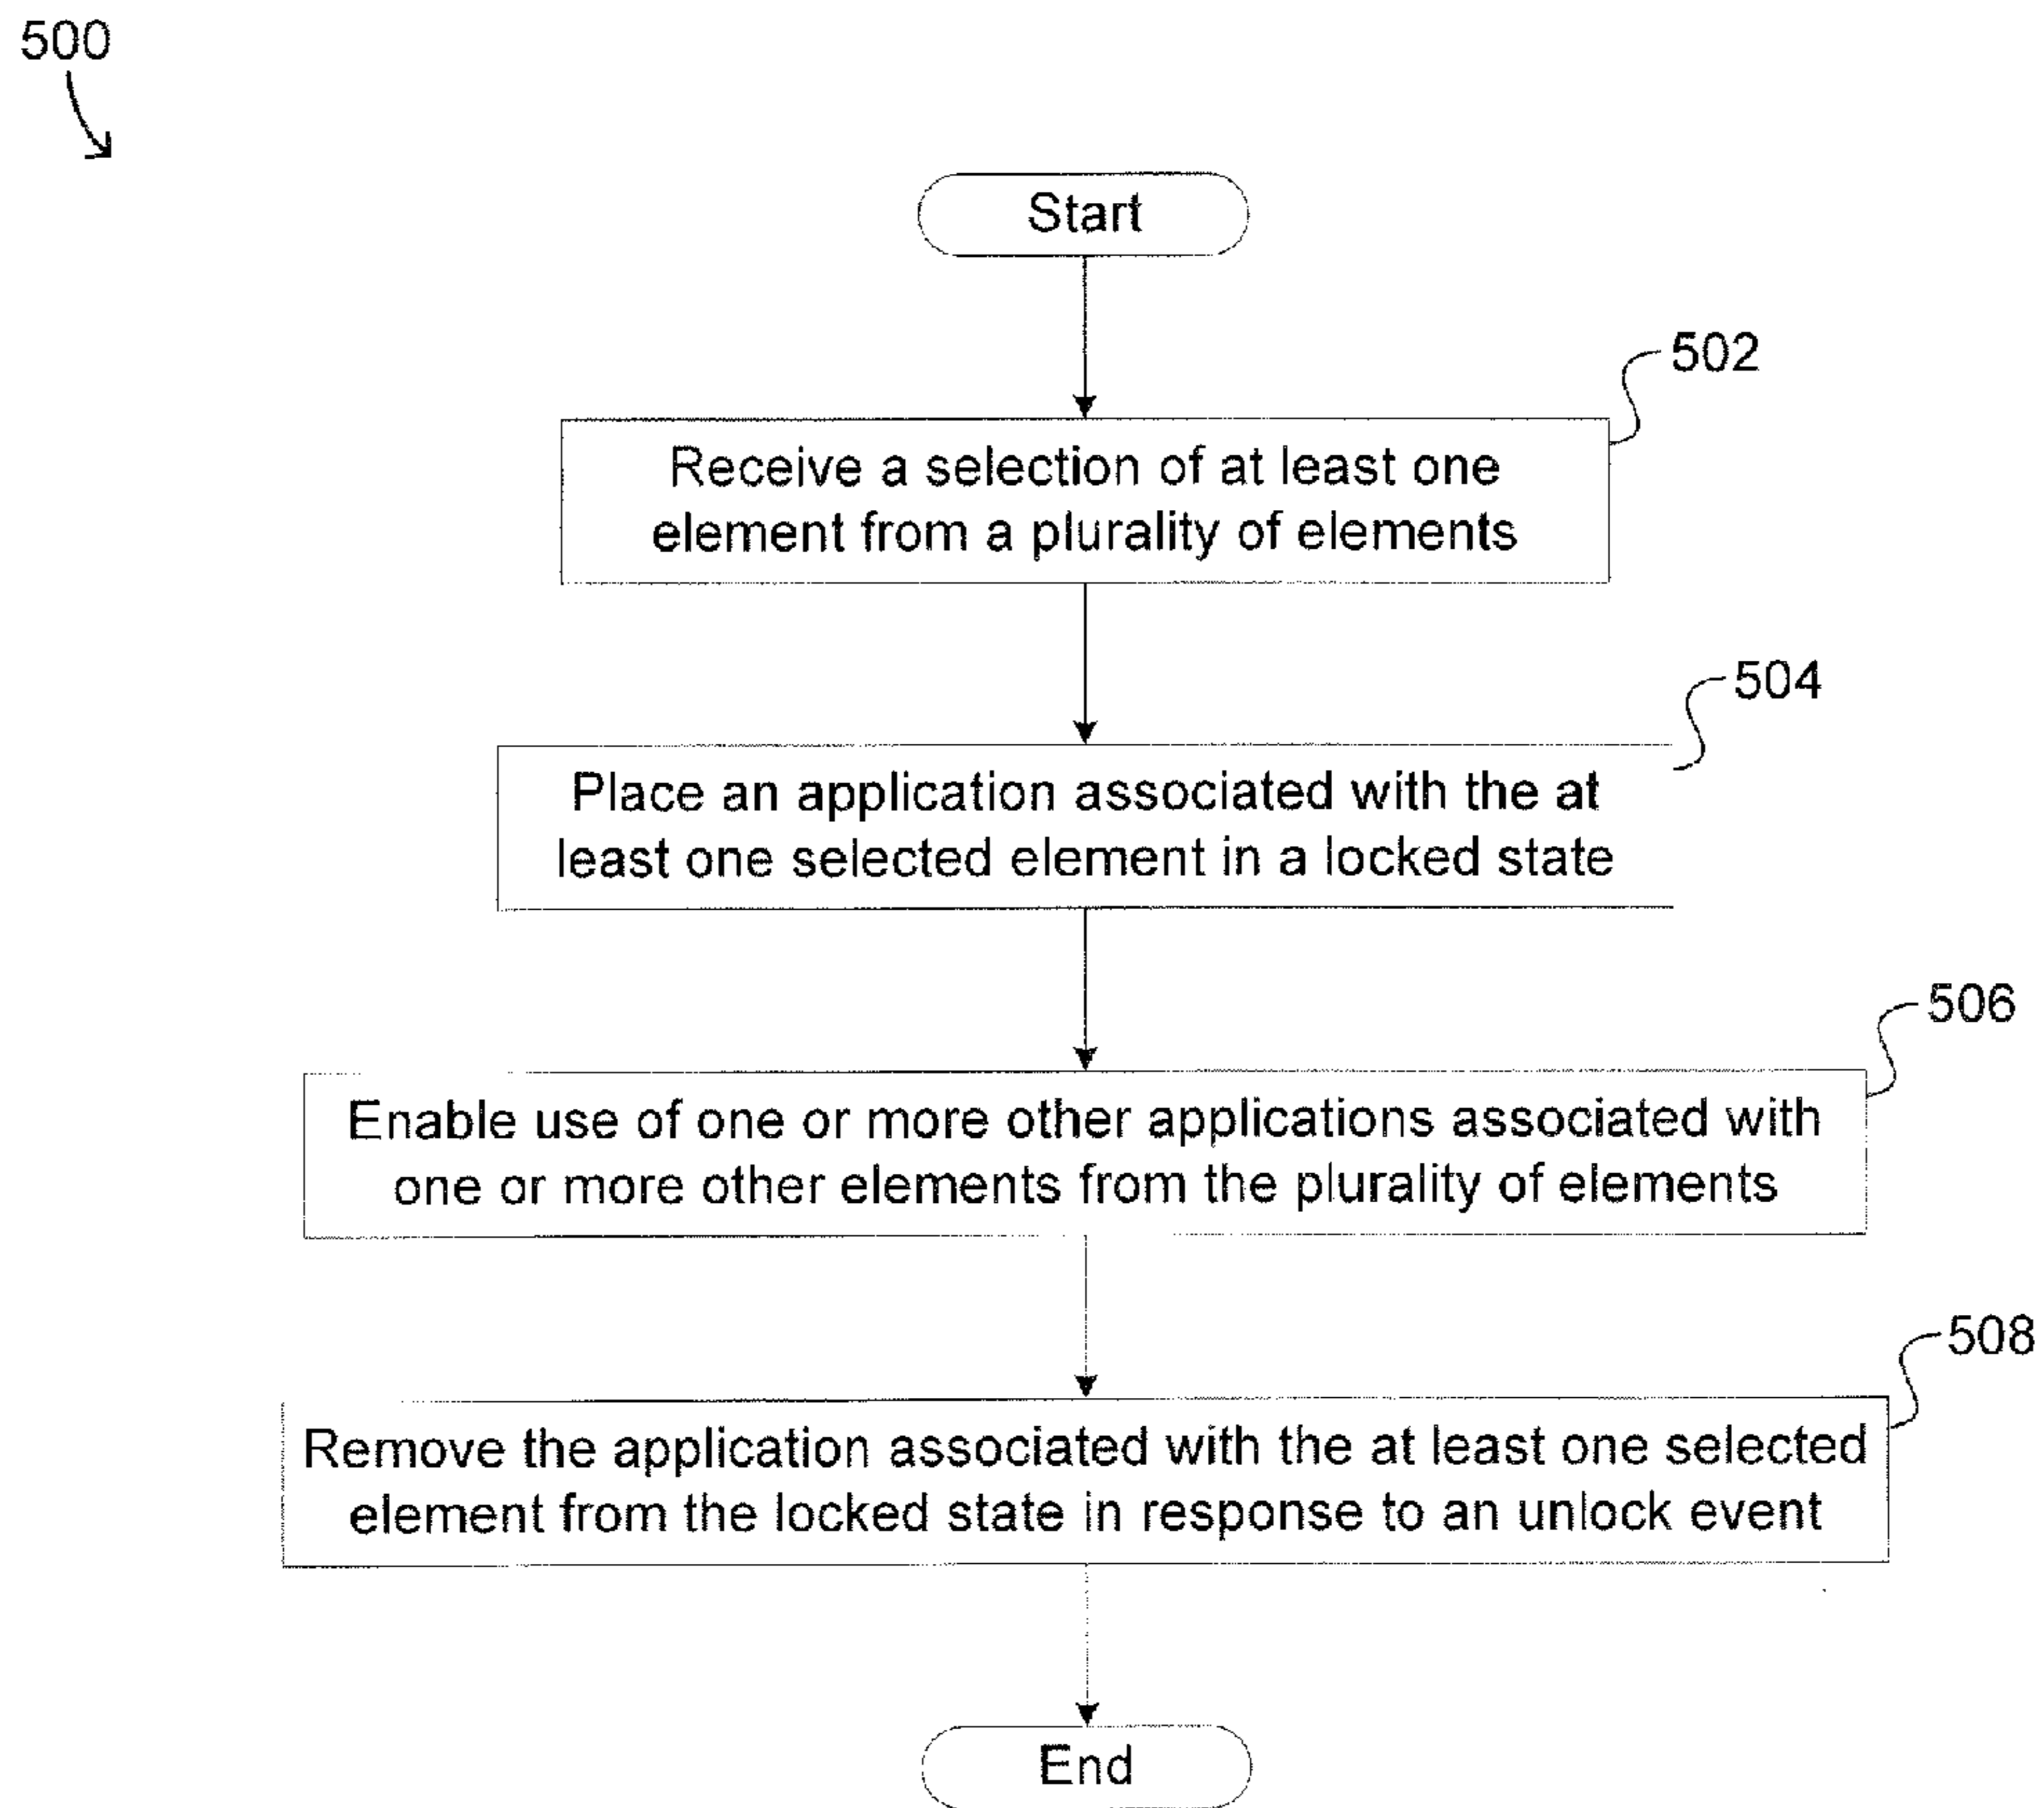 500
Start
502
Receive a selection of at least one
element from a plurality of elements
504
Place an application associated with the at
least one selected element in a locked state
506
Enable use of one or more other applications associated with
one or more other elements from the plurality of elements
508
Remove the application associated with the at least one selected
element from the locked state in response to an unlock event
End